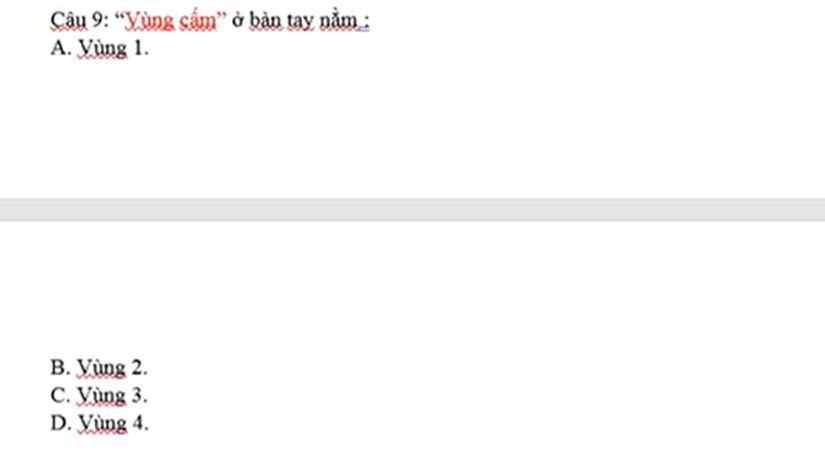 Câu 9: “Vùng cấm” ở bàn tay nằm :
A. Vùng 1.
B. Vùng 2.
C. Vùng 3.
D. Vùng 4.